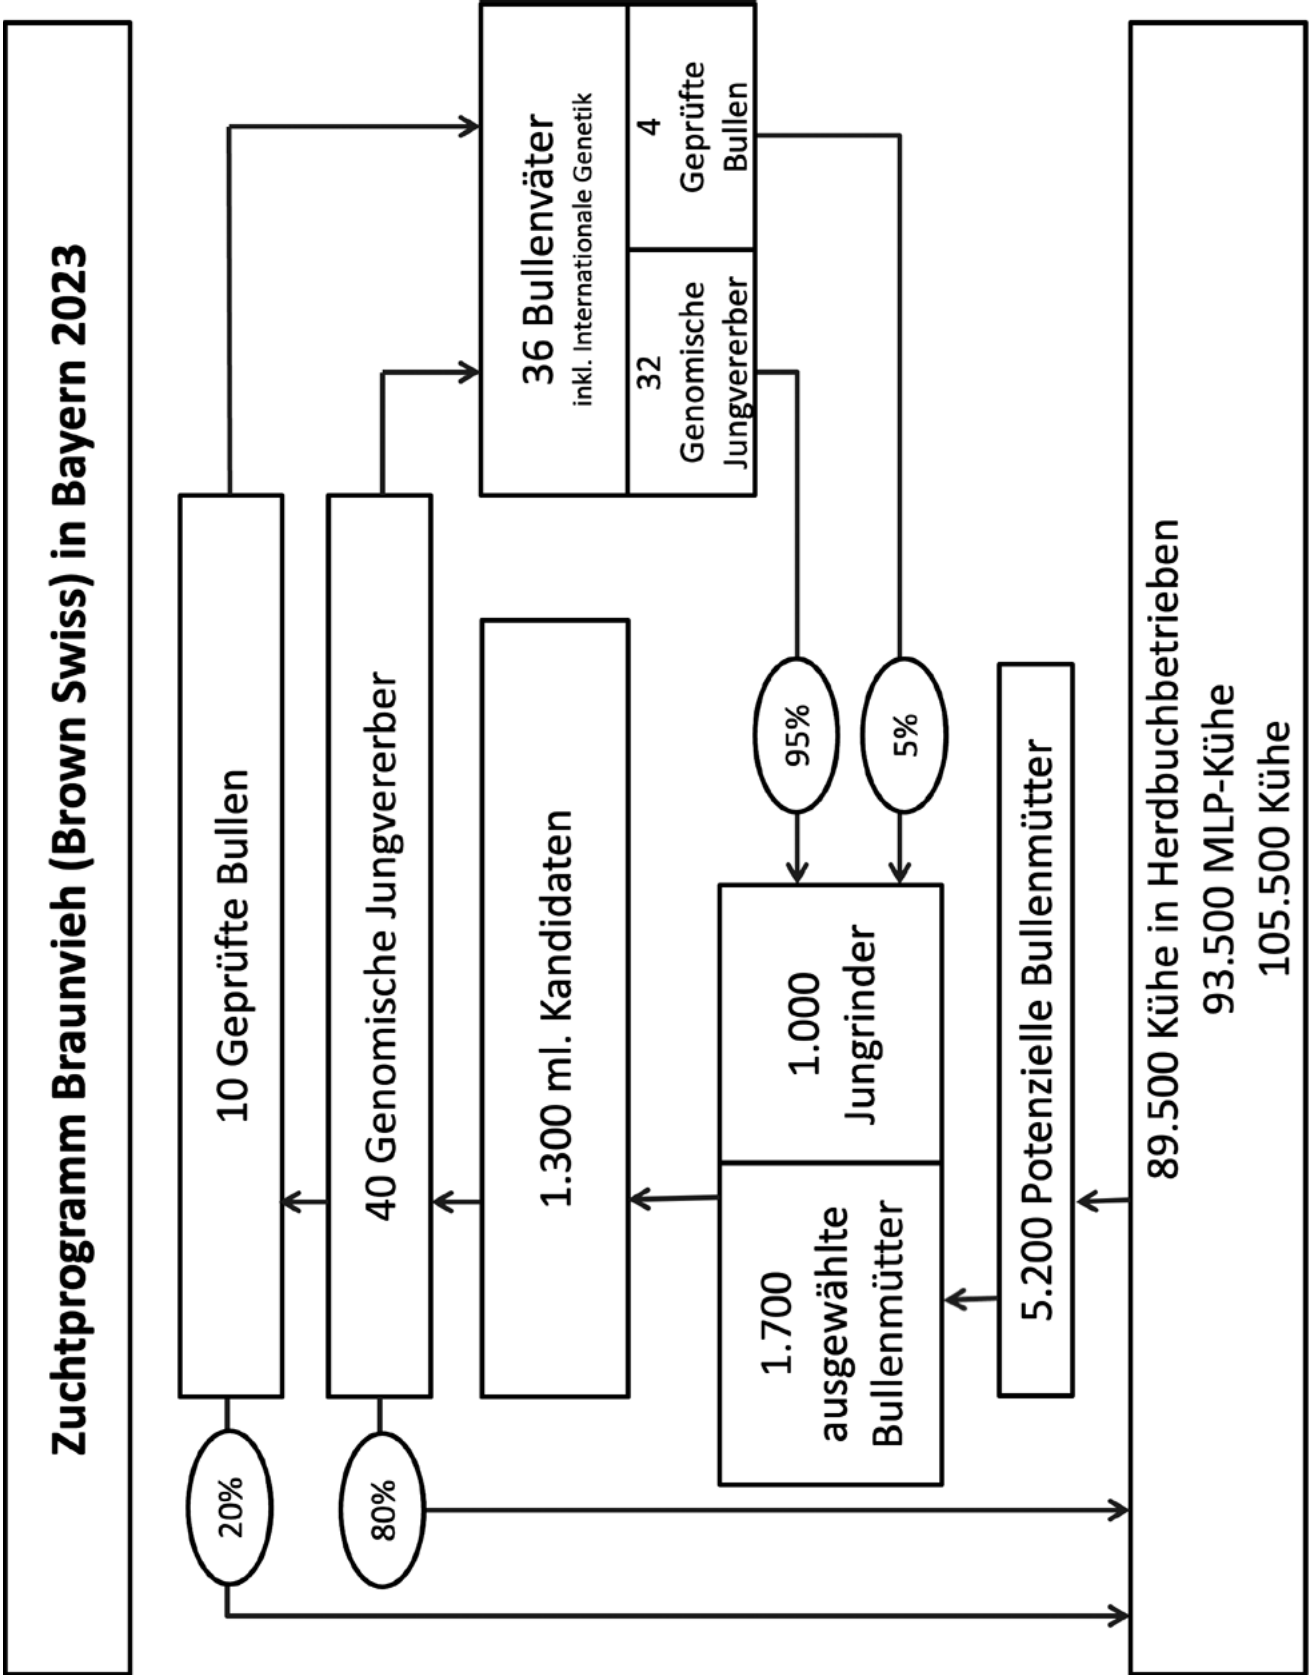 Zuchtprogramm Braunvieh (Brown Swiss) in Bayern 2023
20%
10 Geprüfte Bullen
80%
40 Genomische Jungvererber
1.300 ml. Kandidaten
36 Bullenväter
inkl. Internationale Genetik
32
Genomische
Jungvererber
4
Geprüfte
Bullen
95%
5%
1.700
ausgewählte
Bullenmütter
1.000
Jungrinder
5.200 Potenzielle Bullenmütter
89.500 Kühe in Herdbuchbetrieben
93.500 MLP-Kühe
105.500 Kühe